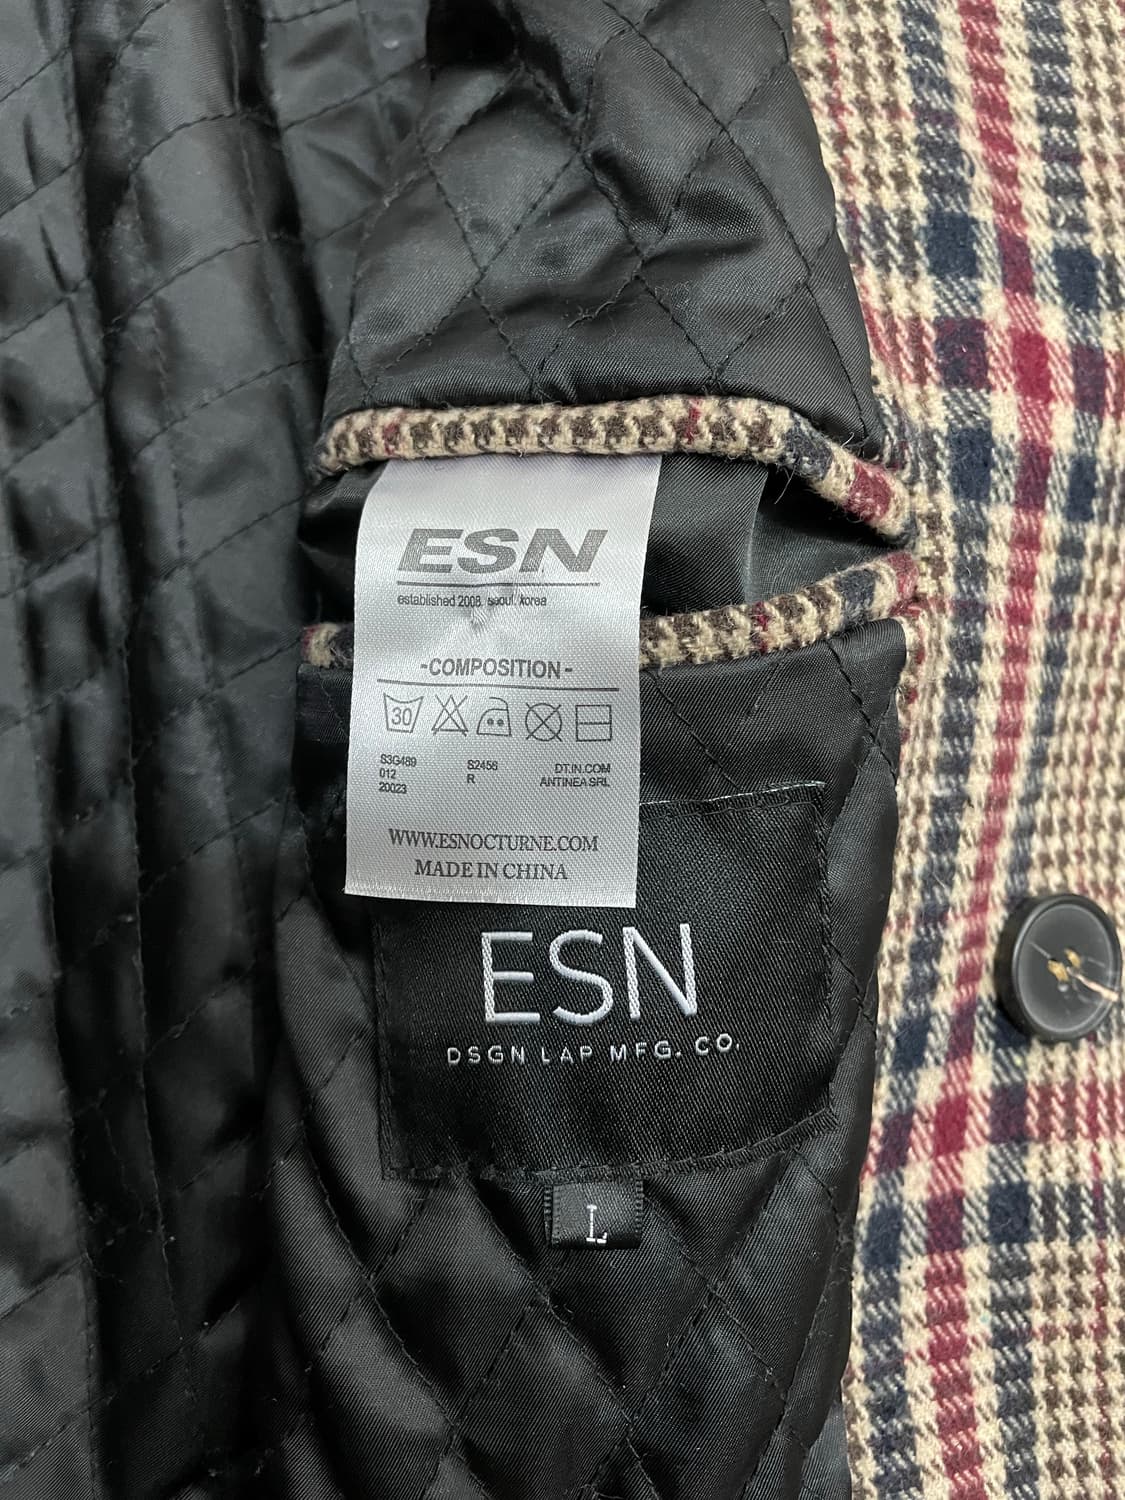 ESN
established 2008, seoul, korea
-COMPOSITION-
30
S3G489 S2456 DT.IN.COM
012 R ANTINEA SRL
20023
WWW.ESNOCTURNE.COM
MADE IN CHINA
ESN
DSGN LAP MFG. CO.
L